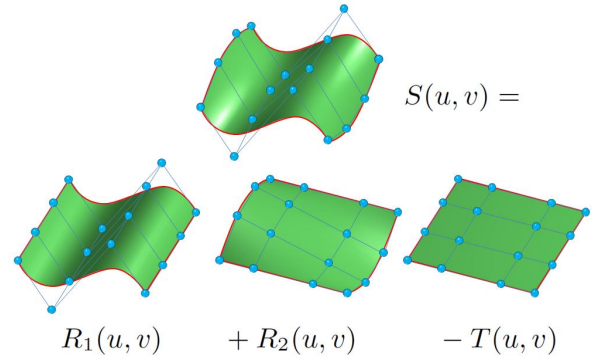 S(u, v) =
R₁(u, v) + R₂(u, v) − T(u, v)